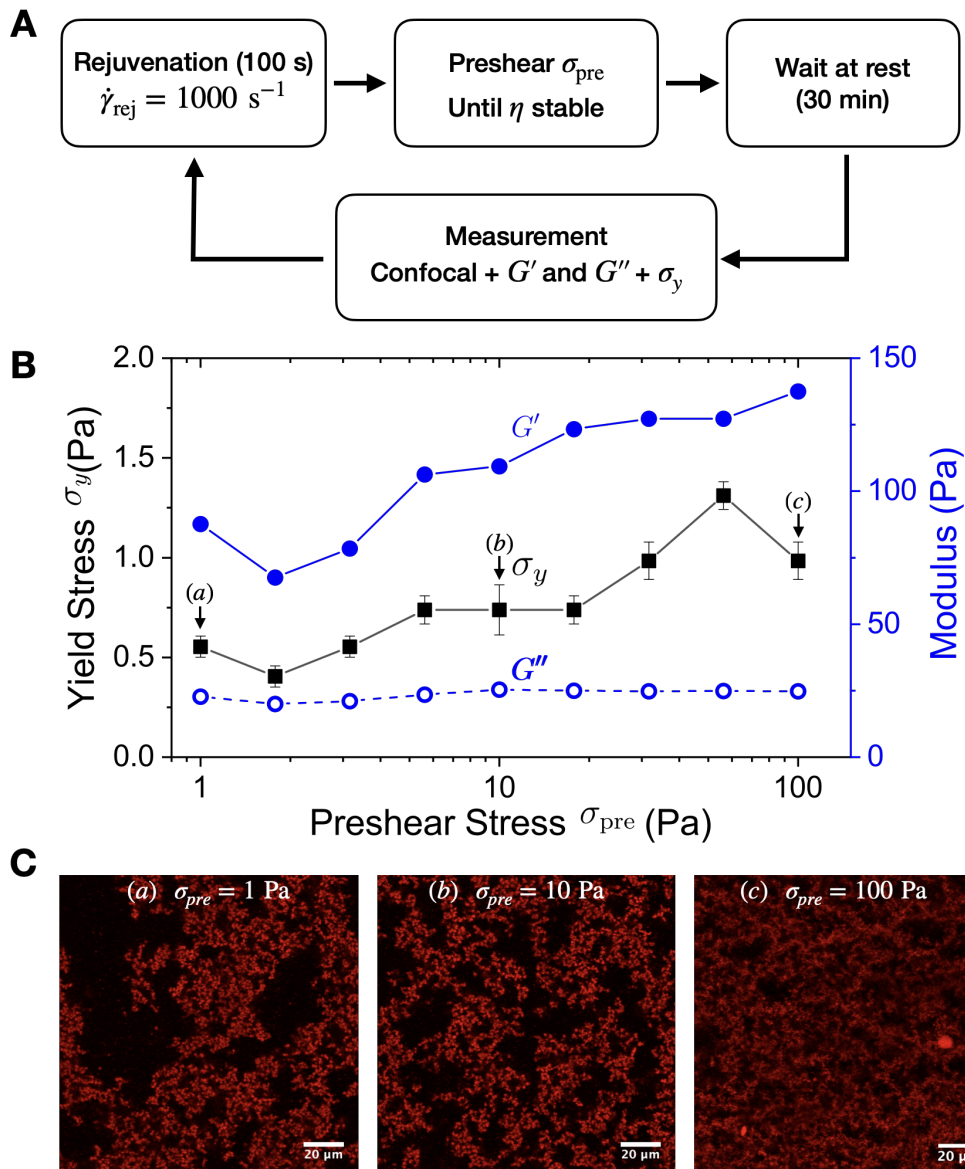 A
Rejuvenation (100 s)
γ̇rej = 1000 s⁻¹
Preshear σpre
Until η stable
Wait at rest
(30 min)
Measurement
Confocal + G′ and G″ + σy
B
2.0
1.5
1.0
0.5
0.0
Yield Stress σy(Pa)
150
100
50
0
Modulus (Pa)
G′
(a)
(b)
σy
(c)
G″
1
10
100
Preshear Stress σpre (Pa)
C
(a) σpre = 1 Pa
20 μm
(b) σpre = 10 Pa
20 μm
(c) σpre = 100 Pa
20 μm